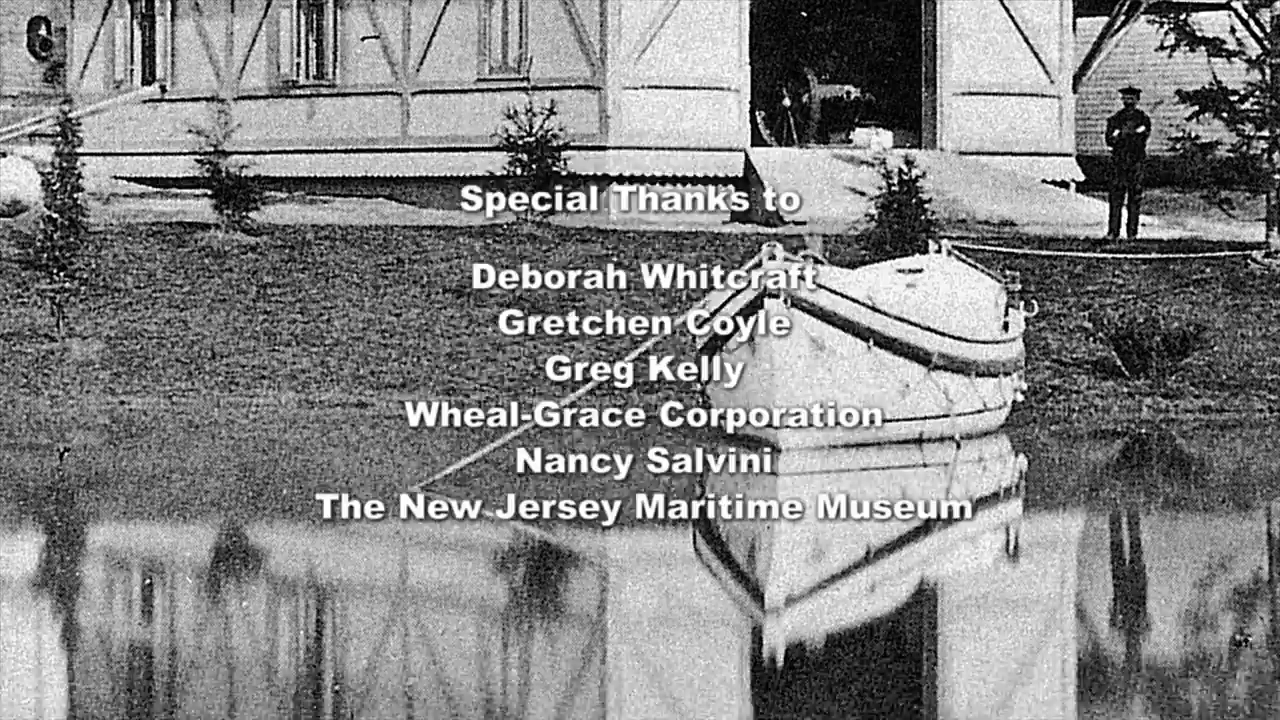 Special Thanks to
Deborah Whitcraft
Gretchen Coyle
Greg Kelly
Wheal-Grace Corporation
Nancy Salvini
The New Jersey Maritime Museum